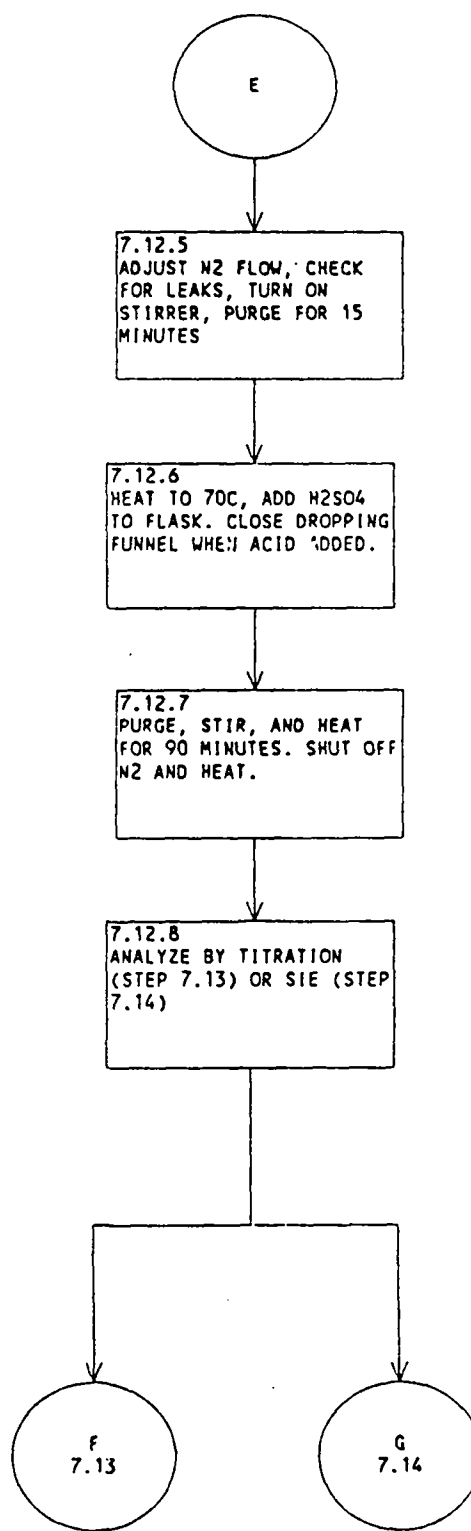 E
7.12.5
ADJUST N2 FLOW, CHECK
FOR LEAKS, TURN ON
STIRRER, PURGE FOR 15
MINUTES
7.12.6
HEAT TO 70C, ADD H2SO4
TO FLASK. CLOSE DROPPING
FUNNEL WHEN ACID ADDED.
7.12.7
PURGE, STIR, AND HEAT
FOR 90 MINUTES. SHUT OFF
N2 AND HEAT.
7.12.8
ANALYZE BY TITRATION
(STEP 7.13) OR SIE (STEP
7.14)
F
7.13
G
7.14